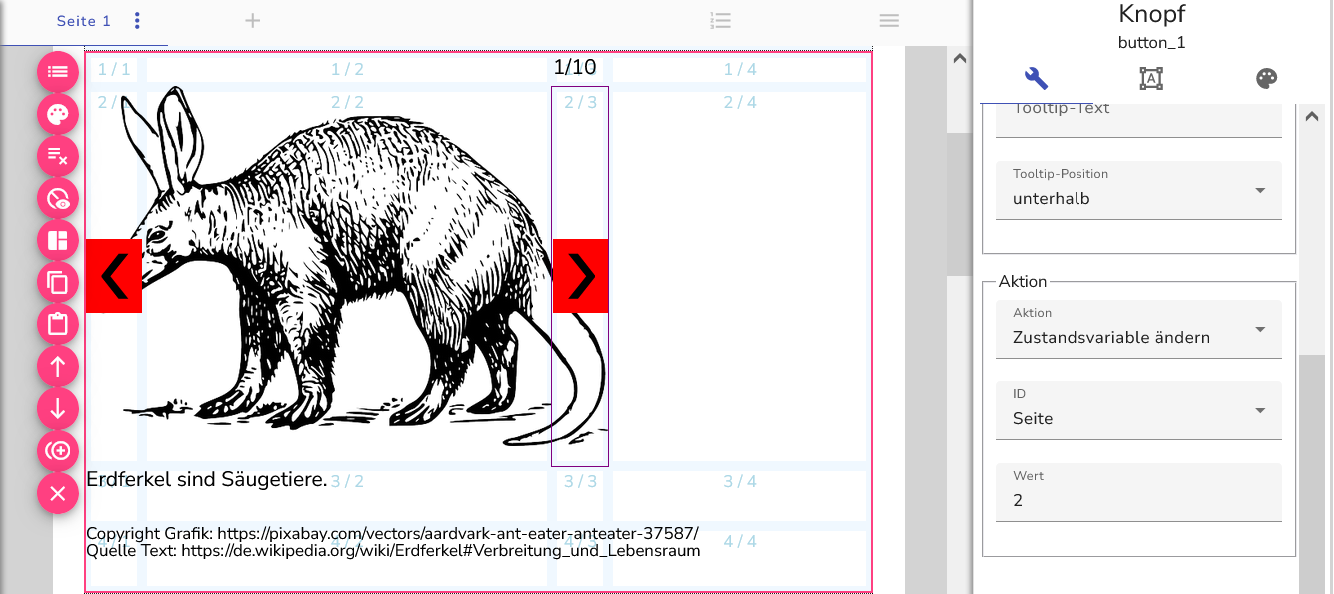 Seite 1
1 / 1
1 / 2
1/10
1 / 4
2 / 2
2 / 3
2 / 4
Erdferkel sind Säugetiere.
3 / 2
3 / 3
3 / 4
Copyright Grafik: https://pixabay.com/vectors/aardvark-ant-eater-anteater-37587/
Quelle Text: https://de.wikipedia.org/wiki/Erdferkel#Verbreitung_und_Lebensraum
4 / 4
Knopf
button_1
A
Tooltip-Text
Tooltip-Position
unterhalb
Aktion
Aktion
Zustandsvariable ändern
ID
Seite
Wert
2